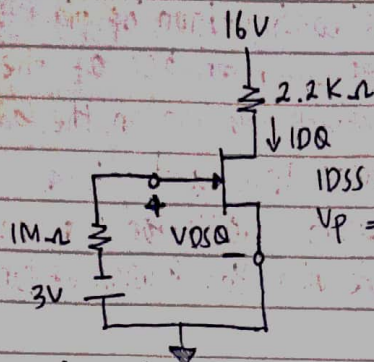 16V
2.2KΩ
↓ IDQ
IDSS
Vp =
+
1MΩ
VDSQ
−
3V